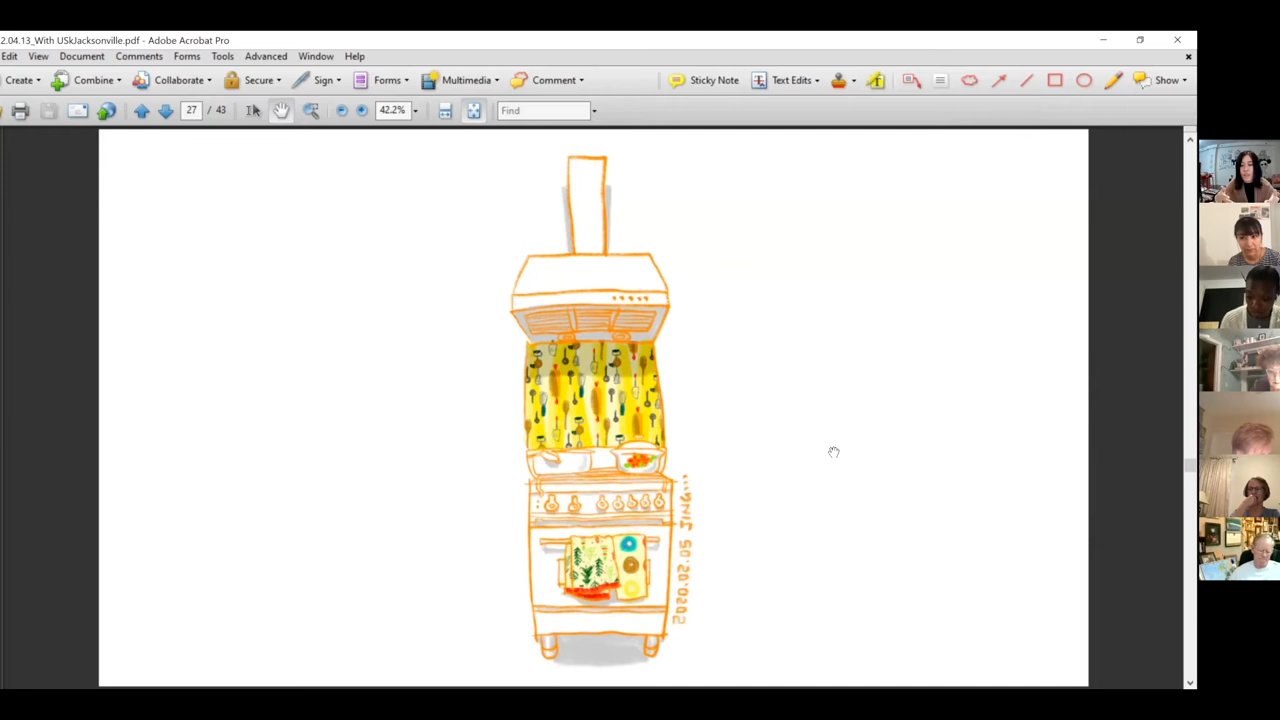 2.04.13_With USkJacksonville.pdf - Adobe Acrobat Pro
Edit View Document Comments Forms Tools Advanced Window Help
Create Combine Collaborate Secure Sign Forms Multimedia Comment Sticky Note Text Edits Show
27 / 43 42.2% Find
2020.02.05